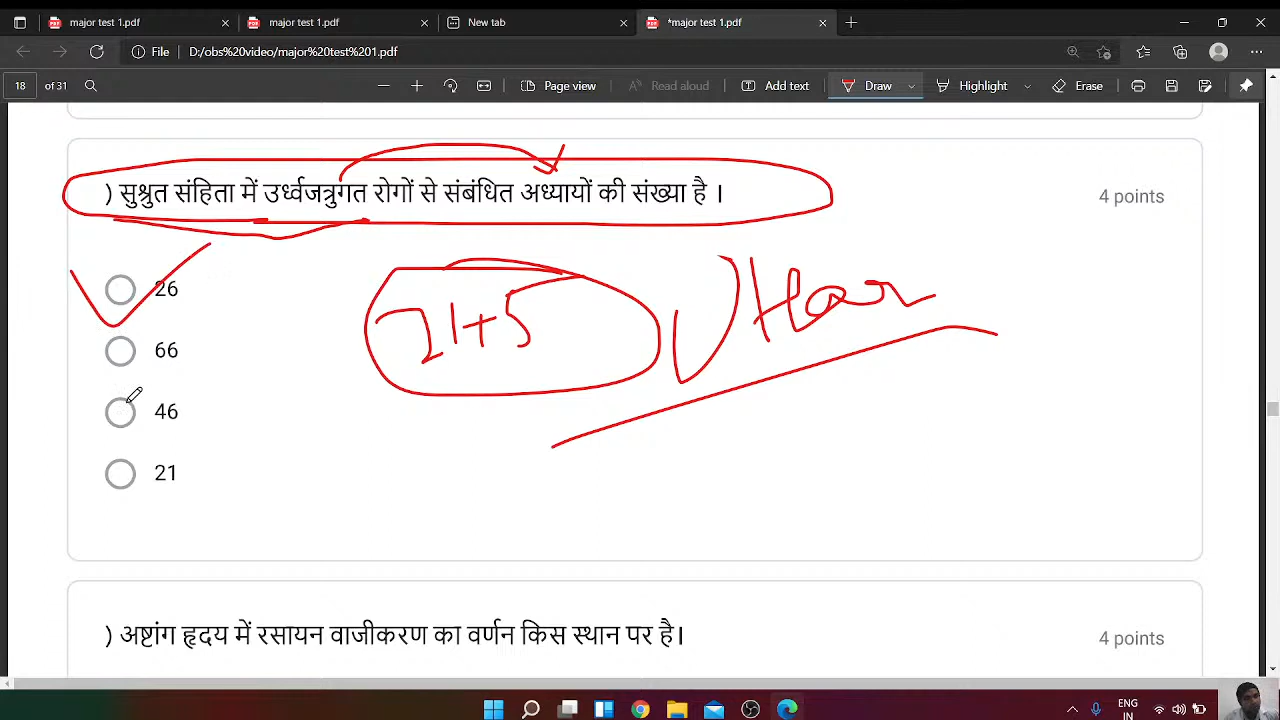 major test 1.pdf
major test 1.pdf
New tab
*major test 1.pdf
File D:/obs%20video/major%20test%201.pdf
18 of 31 Page view Read aloud Add text Draw Highlight Erase
) सुश्रुत संहिता में उर्ध्वजत्रुगत रोगों से संबंधित अध्यायों की संख्या है ।
4 points
26
66
46
21
21+5
) अष्टांग हृदय में रसायन वाजीकरण का वर्णन किस स्थान पर है।
4 points
ENG
IN